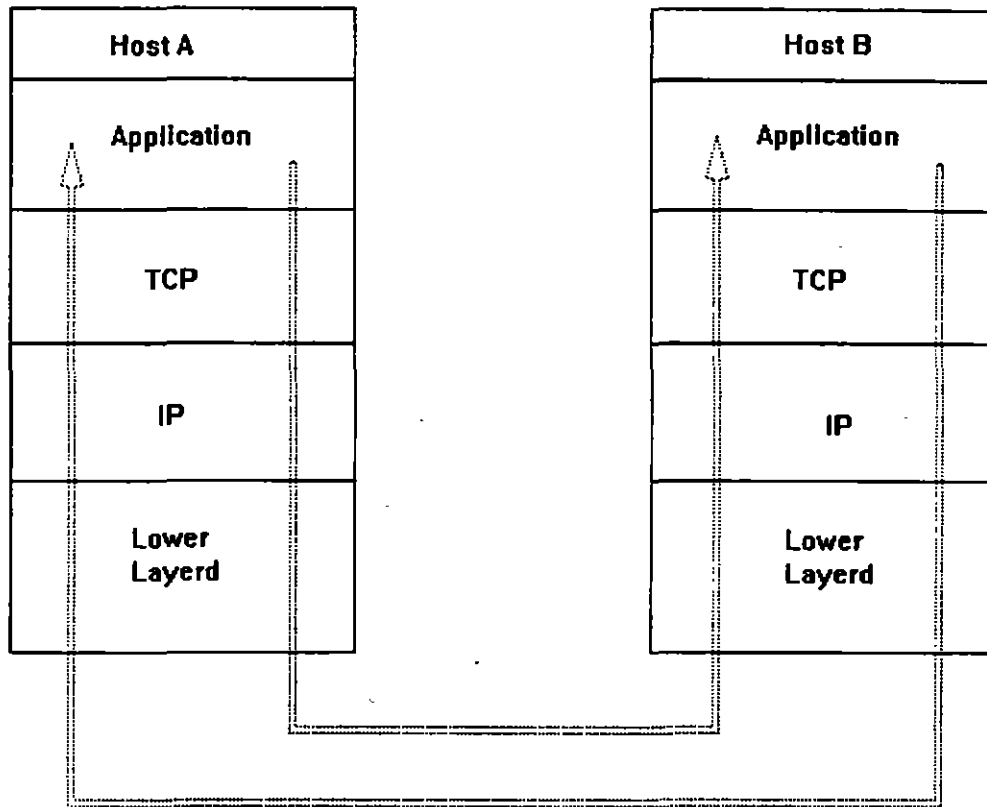 Host A
Application
TCP
IP
Lower
Layerd
Host B
Application
TCP
IP
Lower
Layerd